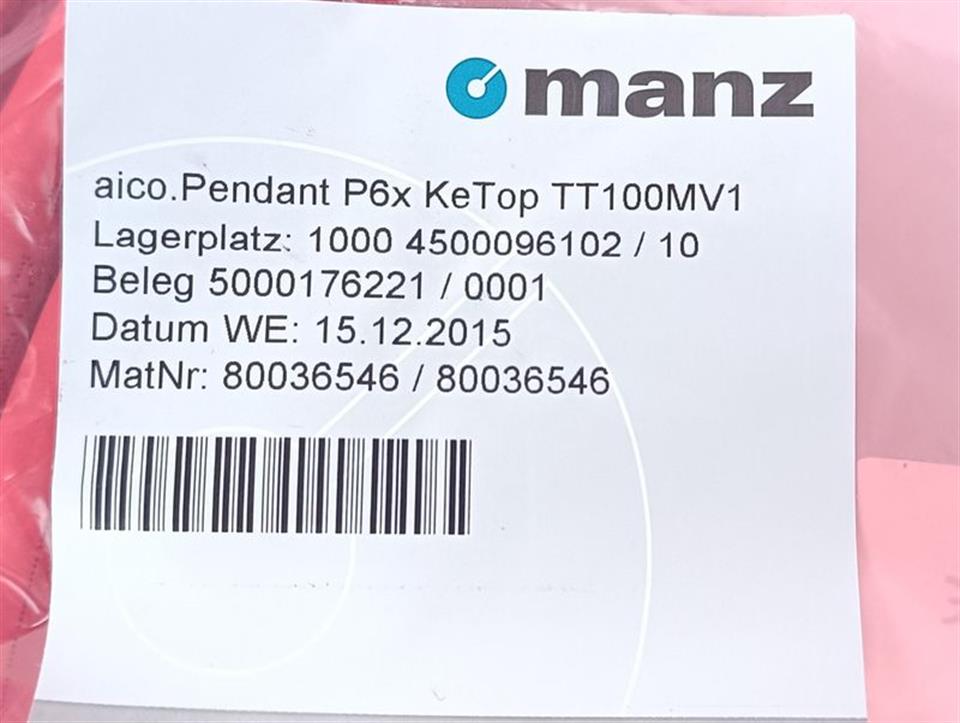 manz
aico.Pendant P6x KeTop TT100MV1
Lagerplatz: 1000 4500096102 / 10
Beleg 5000176221 / 0001
Datum WE: 15.12.2015
MatNr: 80036546 / 80036546